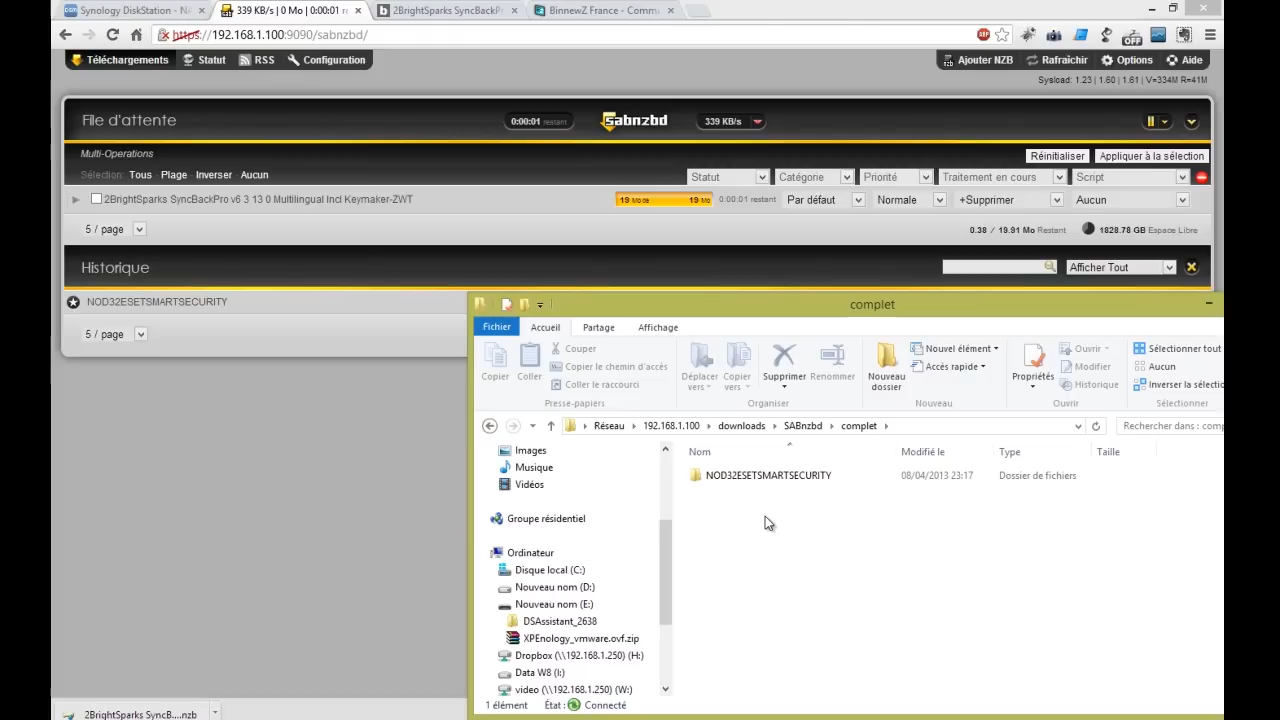 Synology DiskStation - NA
339 KB/s | 0 Mo | 0:00:01 re
2BrightSparks SyncBackPr
BinnewZ France - Commu
https://192.168.1.100:9090/sabnzbd/
Téléchargements Statut RSS Configuration Ajouter NZB Rafraîchir Options Aide
Sysload: 1.23 | 1.60 | 1.61 | V=334M R=41M
File d'attente 0:00:01 restant sabnzbd 339 KB/s
Multi-Operations Réinitialiser Appliquer à la sélection
Sélection: Tous Plage Inverser Aucun Statut Catégorie Priorité Traitement en cours Script
2BrightSparks SyncBackPro v6 3 13 0 Multilingual Incl Keymaker-ZWT 19 Mo de 19 Mo 0:00:01 restant Par défaut Normale +Supprimer Aucun
5 / page 0.38 / 19.91 Mo Restant 1828.78 GB Espace Libre
Historique Afficher Tout
NOD32ESETSMARTSECURITY
5 / page
complet
Fichier Accueil Partage Affichage
Copier
Coller
Couper
Copier le chemin d'accès
Coller le raccourci
Presse-papiers
Déplacer vers
Copier vers
Supprimer
Renommer
Organiser
Nouveau dossier
Nouvel élément
Accès rapide
Nouveau
Propriétés
Ouvrir
Modifier
Historique
Ouvrir
Sélectionner tout
Aucun
Inverser la sélectio
Sélectionner
Réseau 192.168.1.100 downloads SABnzbd complet Rechercher dans : comp
Images
Musique
Vidéos
Groupe résidentiel
Ordinateur
Disque local (C:)
Nouveau nom (D:)
Nouveau nom (E:)
DSAssistant_2638
XPEnology_vmware.ovf.zip
Dropbox (\\192.168.1.250) (H:)
Data W8 (I:)
video (\\192.168.1.250) (W:)
Nom Modifié le Type Taille
NOD32ESETSMARTSECURITY 08/04/2013 23:17 Dossier de fichiers
1 élément État : Connecté
2BrightSparks SyncB....nzb